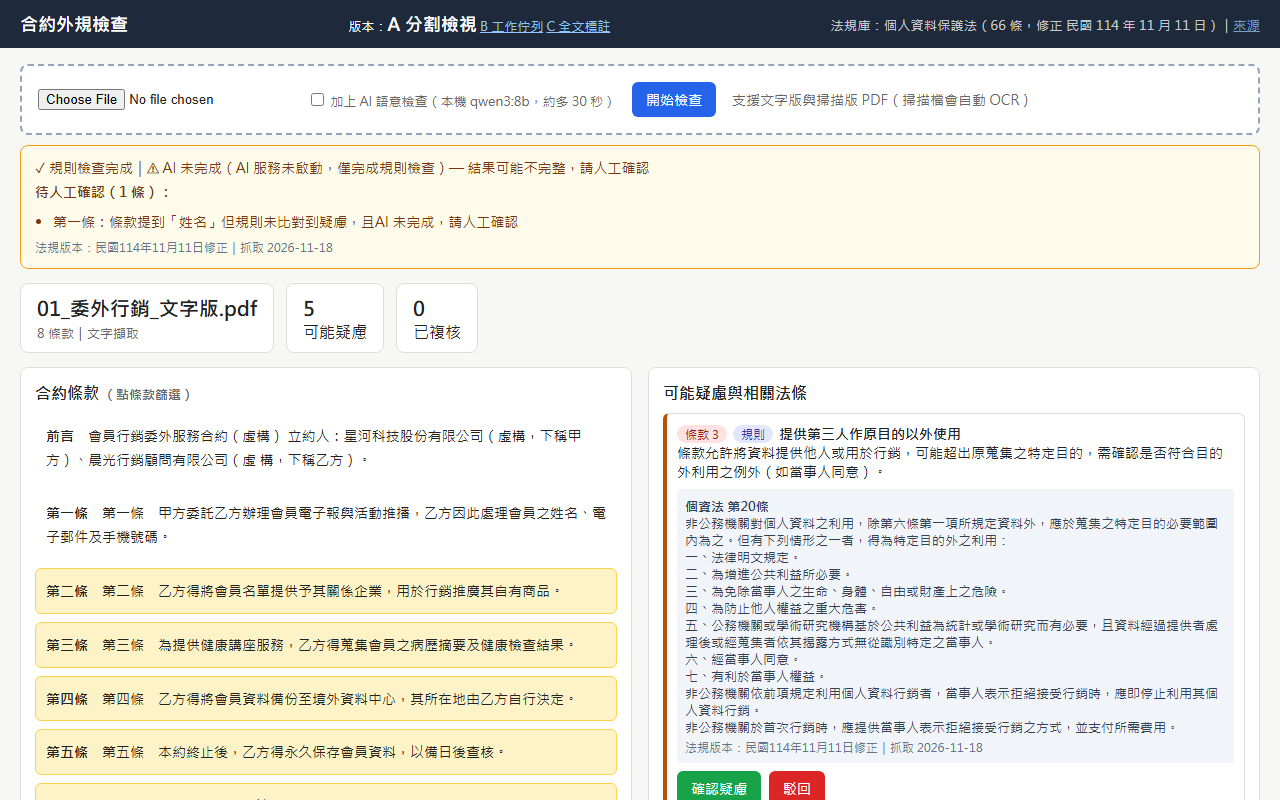 合約外規檢查
版本：A 分割檢視 B 工作佇列 C 全文標註
法規庫：個人資料保護法（66 條，修正 民國 114 年 11 月 11 日）｜來源
Choose File No file chosen
加上 AI 語意檢查（本機 qwen3:8b，約多 30 秒）
開始檢查
支援文字版與掃描版 PDF（掃描檔會自動 OCR）
✓ 規則檢查完成｜⚠ AI 未完成（AI 服務未啟動，僅完成規則檢查）— 結果可能不完整，請人工確認
待人工確認（1 條）：
• 第一條：條款提到「姓名」但規則未比對到疑慮，且AI 未完成，請人工確認
法規版本：民國114年11月11日修正｜抓取 2026-11-18
01_委外行銷_文字版.pdf
8 條款｜文字擷取
5
可能疑慮
0
已複核
合約條款（點條款篩選）
前言　會員行銷委外服務合約（虛構） 立約人：星河科技股份有限公司（虛構，下稱甲
方）、晨光行銷顧問有限公司（虛 構，下稱乙方）。
第一條　第一條　甲方委託乙方辦理會員電子報與活動推播，乙方因此處理會員之姓名、電
子郵件及手機號碼。
第二條　第二條　乙方得將會員名單提供予其關係企業，用於行銷推廣其自有商品。
第三條　第三條　為提供健康講座服務，乙方得蒐集會員之病歷摘要及健康檢查結果。
第四條　第四條　乙方得將會員資料備份至境外資料中心，其所在地由乙方自行決定。
第五條　第五條　本約終止後，乙方得永久保存會員資料，以備日後查核。
可能疑慮與相關法條
條款 3 規則 提供第三人作原目的以外使用
條款允許將資料提供他人或用於行銷，可能超出原蒐集之特定目的，需確認是否符合目的
外利用之例外（如當事人同意）。
個資法 第20條
非公務機關對個人資料之利用，除第六條第一項所規定資料外，應於蒐集之特定目的必要範圍
內為之。但有下列情形之一者，得為特定目的外之利用：
一、法律明文規定。
二、為增進公共利益所必要。
三、為免除當事人之生命、身體、自由或財產上之危險。
四、為防止他人權益之重大危害。
五、公務機關或學術研究機構基於公共利益為統計或學術研究而有必要，且資料經過提供者處
理後或經蒐集者依其揭露方式無從識別特定之當事人。
六、經當事人同意。
七、有利於當事人權益。
非公務機關依前項規定利用個人資料行銷者，當事人表示拒絕接受行銷時，應即停止利用其個
人資料行銷。
非公務機關於首次行銷時，應提供當事人表示拒絕接受行銷之方式，並支付所需費用。
法規版本：民國114年11月11日修正｜抓取 2026-11-18
確認疑慮 駁回